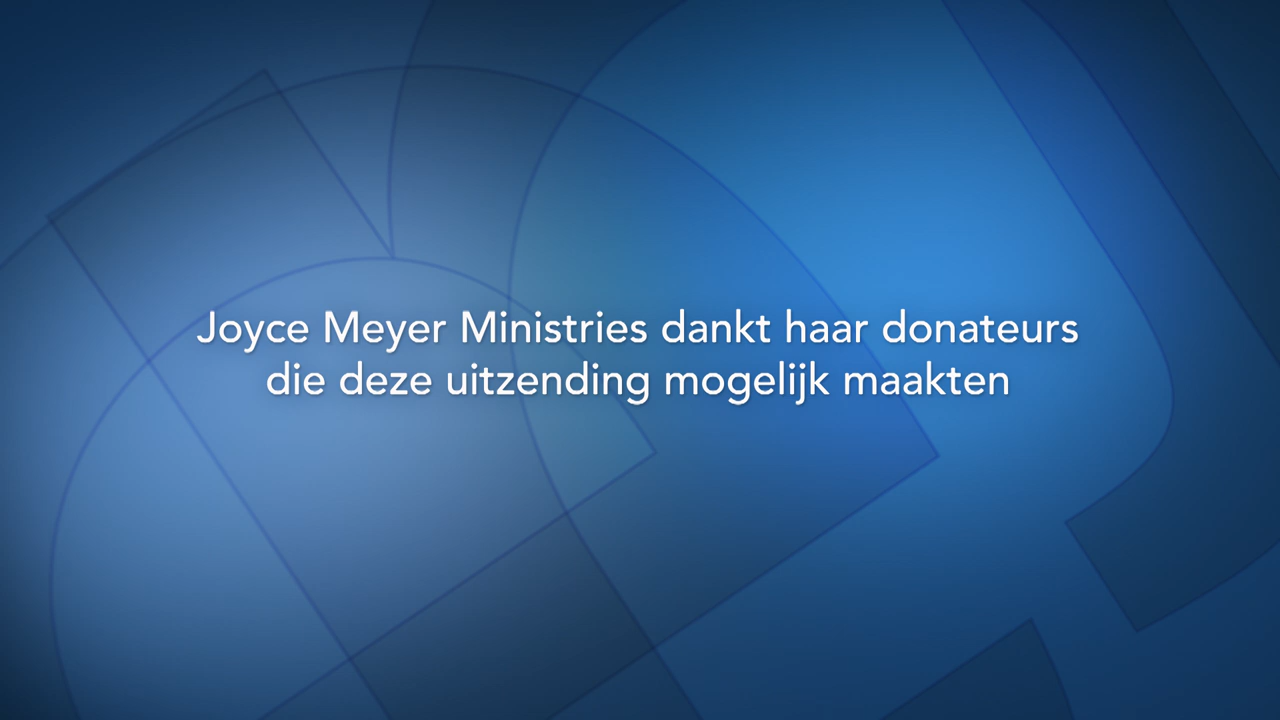 Joyce Meyer Ministries dankt haar donateurs
die deze uitzending mogelijk maakten